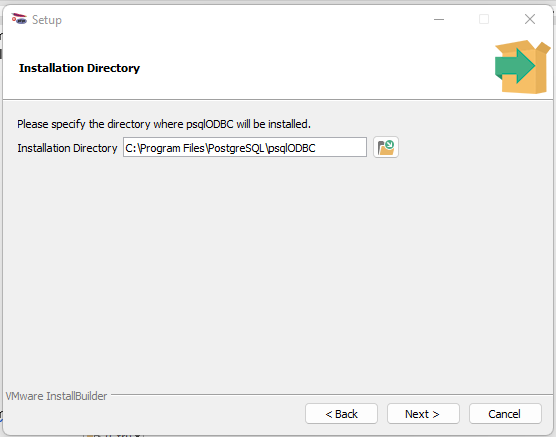 Setup
Installation Directory
Please specify the directory where psqlODBC will be installed.
Installation Directory C:\Program Files\PostgreSQL\psqlODBC
VMware InstallBuilder
< Back Next > Cancel